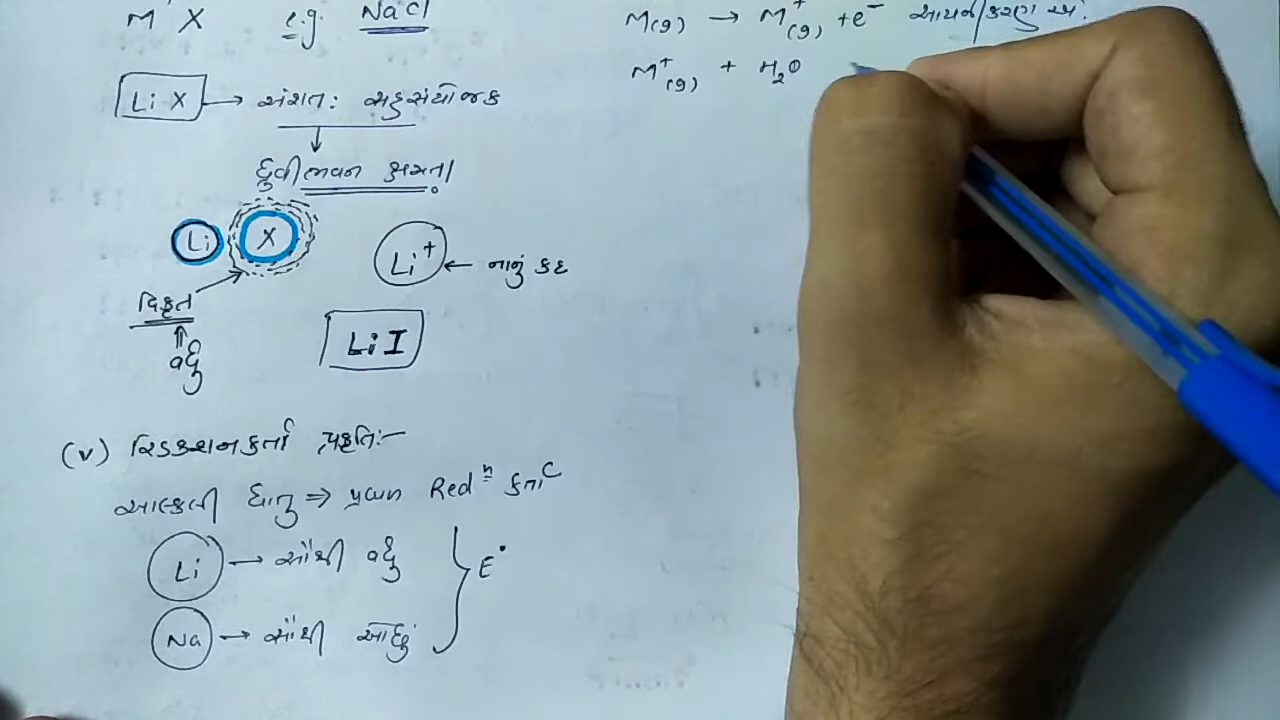 M X e.g. NaCl
Li X → અંશતઃ સહસંયોજક
ધ્રુવીભવન ક્ષમતા
Li X
Li⁺ ← નાનું કદ
વિકૃત
વધુ
LiI
(v) રિડક્શનકર્તા પ્રકૃતિ:-
આલ્કલી ધાતુ ⇒ પ્રબળ Redⁿ કર્તા
Li → સૌથી વધુ
Na → સૌથી ઓછું
E°
M(g) → M⁺(g) + e⁻
M⁺(g) + H₂O